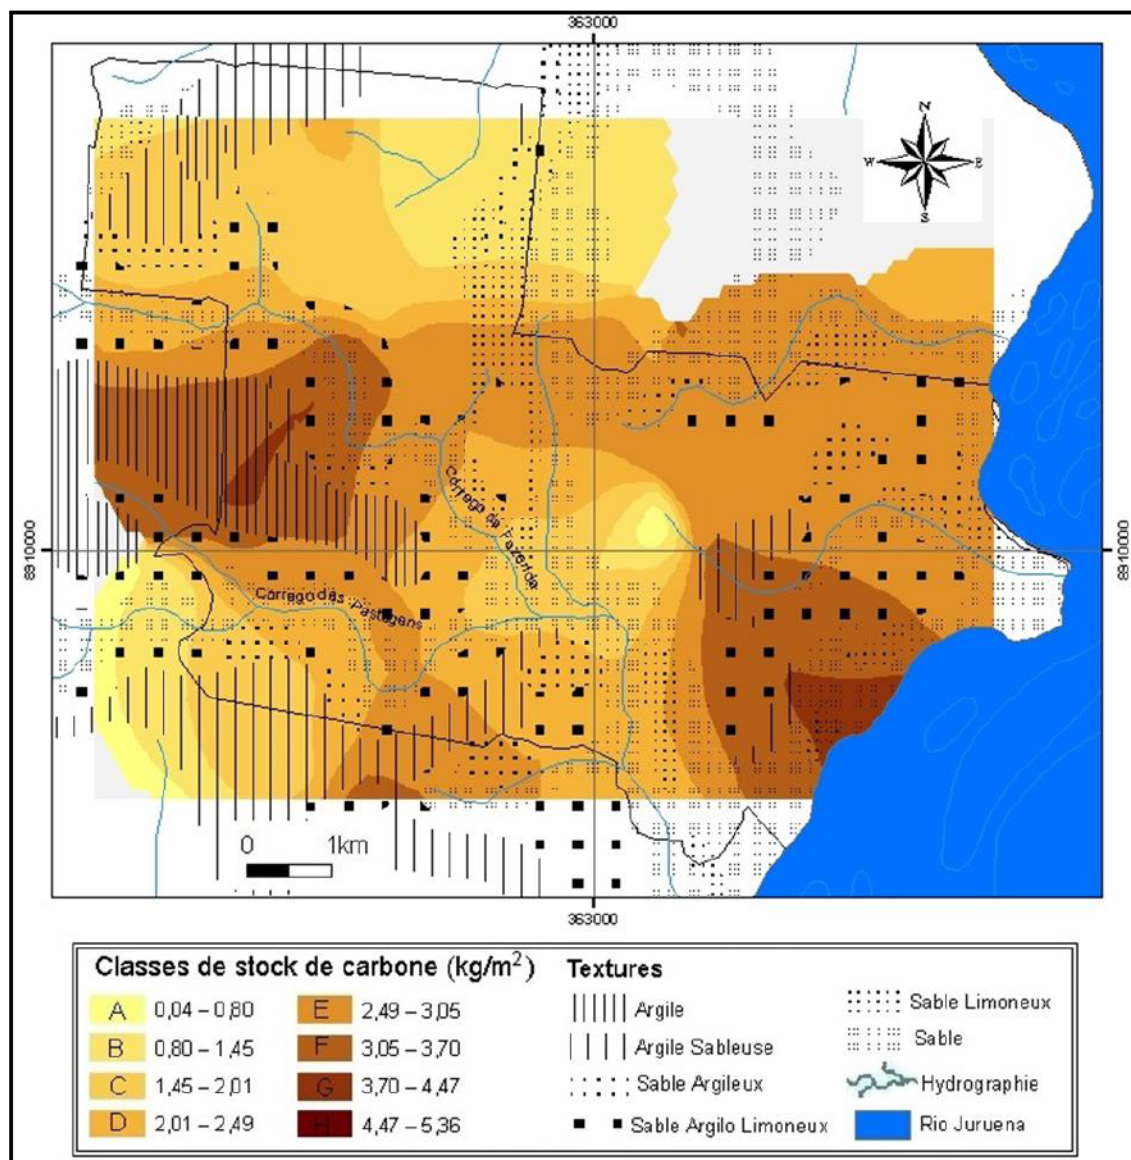 363000
N
W E
S
8910000
8910000
Corrego da Fazenda
Carrego das Pastagens
0 1km
363000
Classes de stock de carbone (kg/m²)
A 0,04 – 0,80
B 0,80 – 1,45
C 1,45 – 2,01
D 2,01 – 2,49
E 2,49 – 3,05
F 3,05 – 3,70
G 3,70 – 4,47
H 4,47 – 5,36
Textures
Argile
Argile Sableuse
Sable Argileux
Sable Argilo Limoneux
Sable Limoneux
Sable
Hydrographie
Rio Juruena